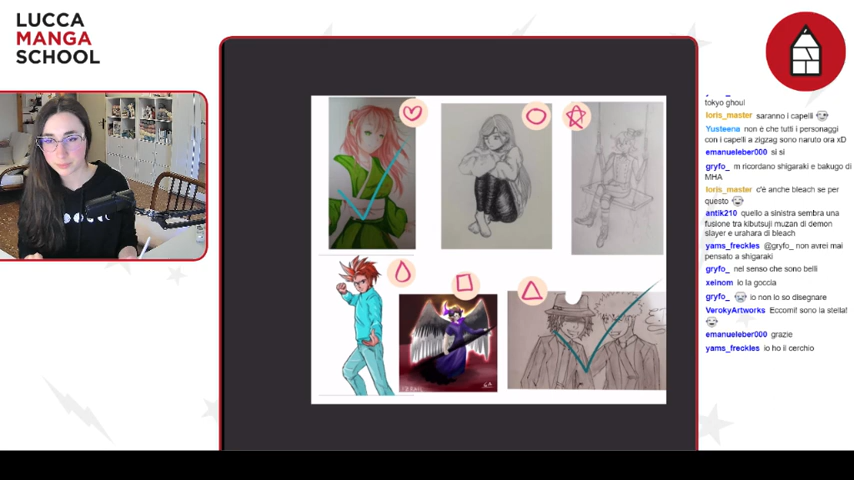 LUCCA
MANGA
SCHOOL
tokyo ghoul
loris_master saranno i capelli
Yusteena non è che tutti i personaggi
con i capelli a zigzag sono naruto ora xD
emanueleber000 si si
gryfo_ m ricordano shigaraki e bakugo di
MHA
loris_master c'è anche bleach se per
questo
antik210 quello a sinistra sembra una
fusione tra kibutsuji muzan di demon
slayer e urahara di bleach
yams_freckles @gryfo_ non avrei mai
pensato a shigaraki
gryfo_ nel senso che sono belli
xeinom io la goccia
gryfo_ io non lo so disegnare
VerokyArtworks Eccomi! sono la stella!
emanueleber000 grazie
yams_freckles io ho il cerchio